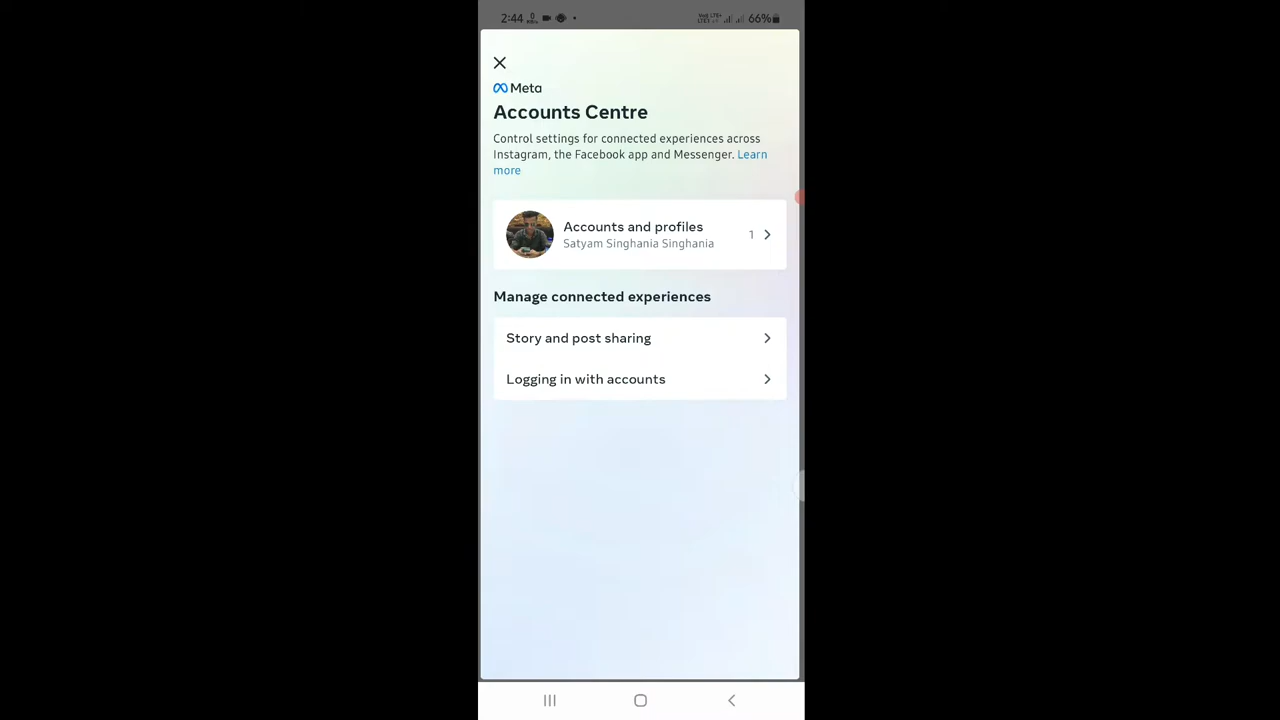 2:44 0 KB/s 66%
Meta
Accounts Centre
Control settings for connected experiences across
Instagram, the Facebook app and Messenger. Learn
more
Accounts and profiles
Satyam Singhania Singhania
1
Manage connected experiences
Story and post sharing
Logging in with accounts